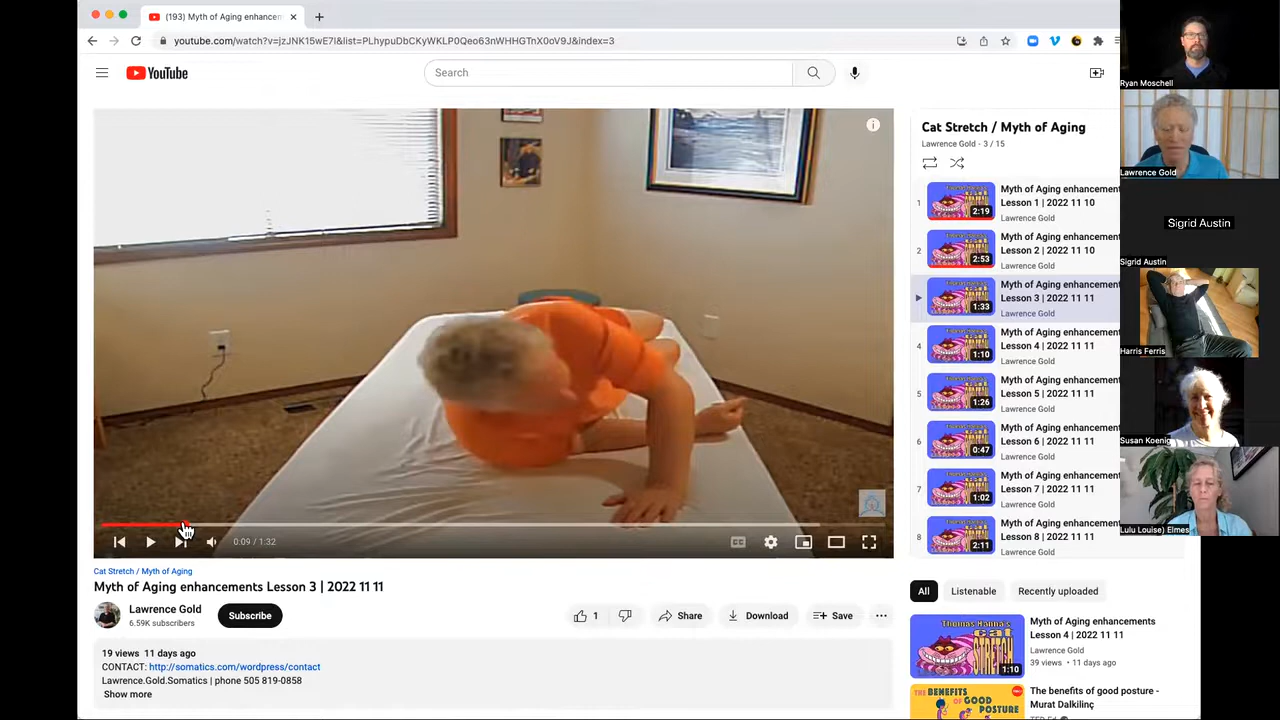 (193) Myth of Aging enhancem
youtube.com/watch?v=jzJNK15wE7I&list=PLhypuDbCKyWKLP0Qeo63nWHHGTnX0oV9J&index=3
YouTube
Search
Cat Stretch / Myth of Aging
Lawrence Gold - 3 / 15
1
2:19
Myth of Aging enhancement
Lesson 1 | 2022 11 10
Lawrence Gold
2
2:53
Myth of Aging enhancement
Lesson 2 | 2022 11 10
Lawrence Gold
1:33
Myth of Aging enhancement
Lesson 3 | 2022 11 11
Lawrence Gold
4
1:10
Myth of Aging enhancement
Lesson 4 | 2022 11 11
Lawrence Gold
5
1:26
Myth of Aging enhancement
Lesson 5 | 2022 11 11
Lawrence Gold
6
0:47
Myth of Aging enhancement
Lesson 6 | 2022 11 11
Lawrence Gold
7
1:02
Myth of Aging enhancement
Lesson 7 | 2022 11 11
Lawrence Gold
8
2:11
Myth of Aging enhancement
Lesson 8 | 2022 11 11
Lawrence Gold
0:09 / 1:32
CC
Cat Stretch / Myth of Aging
Myth of Aging enhancements Lesson 3 | 2022 11 11
Lawrence Gold
6.59K subscribers
Subscribe
1
Share
Download
Save
19 views 11 days ago
CONTACT: http://somatics.com/wordpress/contact
Lawrence.Gold.Somatics | phone 505 819-0858
Show more
All
Listenable
Recently uploaded
Thomas Hanna's
cat
STRETCH
1:10
Myth of Aging enhancements
Lesson 4 | 2022 11 11
Lawrence Gold
39 views • 11 days ago
THE BENEFITS
OF GOOD
POSTURE
The benefits of good posture -
Murat Dalkilinç
Ryan Moschell
Lawrence Gold
Sigrid Austin
Sigrid Austin
Harris Ferris
Susan Koenig
Lulu (Louise) Elmes